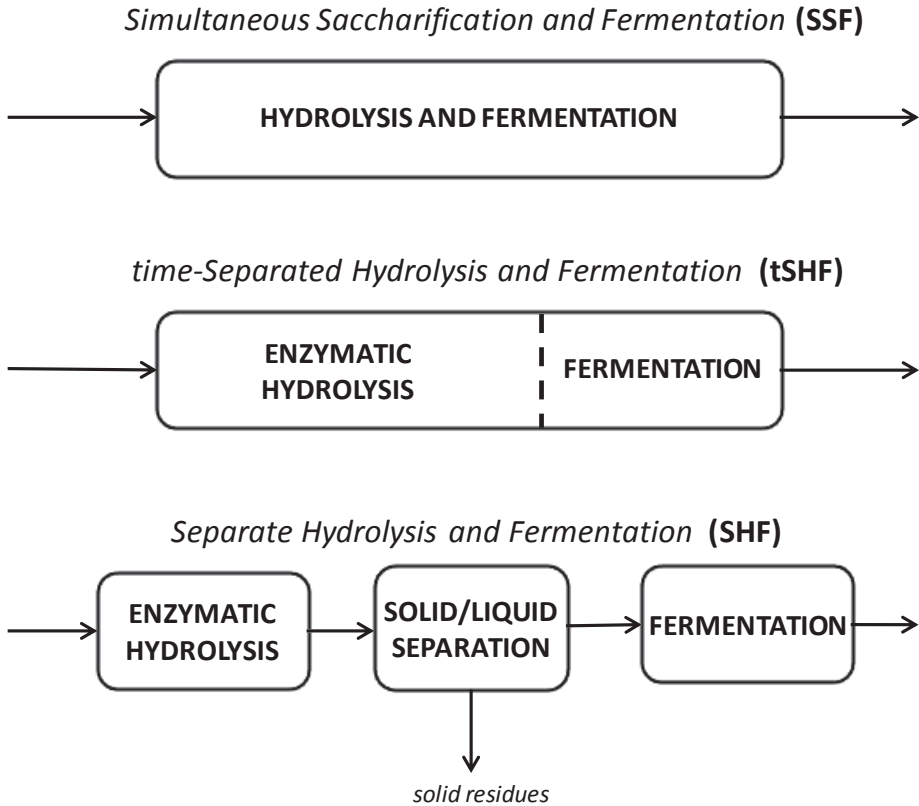 Simultaneous Saccharification and Fermentation (SSF)
HYDROLYSIS AND FERMENTATION
time-Separated Hydrolysis and Fermentation (tSHF)
ENZYMATIC
HYDROLYSIS
FERMENTATION
Separate Hydrolysis and Fermentation (SHF)
ENZYMATIC
HYDROLYSIS
SOLID/LIQUID
SEPARATION
FERMENTATION
solid residues